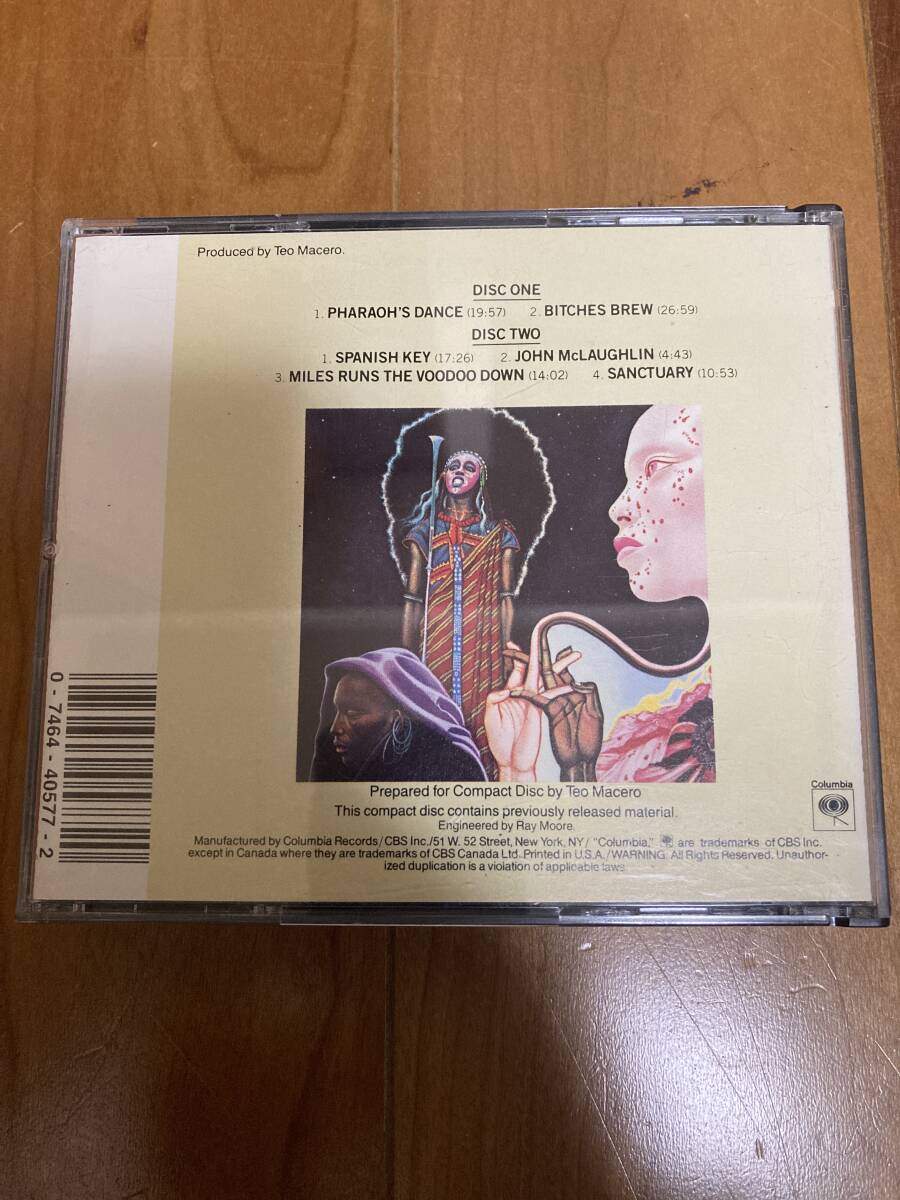 Produced by Teo Macero.
DISC ONE
1. PHARAOH'S DANCE (19:57) 2. BITCHES BREW (26:59)
DISC TWO
1. SPANISH KEY (17:26) 2. JOHN McLAUGHLIN (4:43)
3. MILES RUNS THE VOODOO DOWN (14:02) 4. SANCTUARY (10:53)
0 - 7464 - 40577 - 2
Prepared for Compact Disc by Teo Macero
This compact disc contains previously released material.
Engineered by Ray Moore.
Columbia
Manufactured by Columbia Records/CBS Inc./51 W. 52 Street, New York, NY/ "Columbia," are trademarks of CBS Inc.
except in Canada where they are trademarks of CBS Canada Ltd. Printed in U.S.A./WARNING: All Rights Reserved. Unauthor-
ized duplication is a violation of applicable laws.